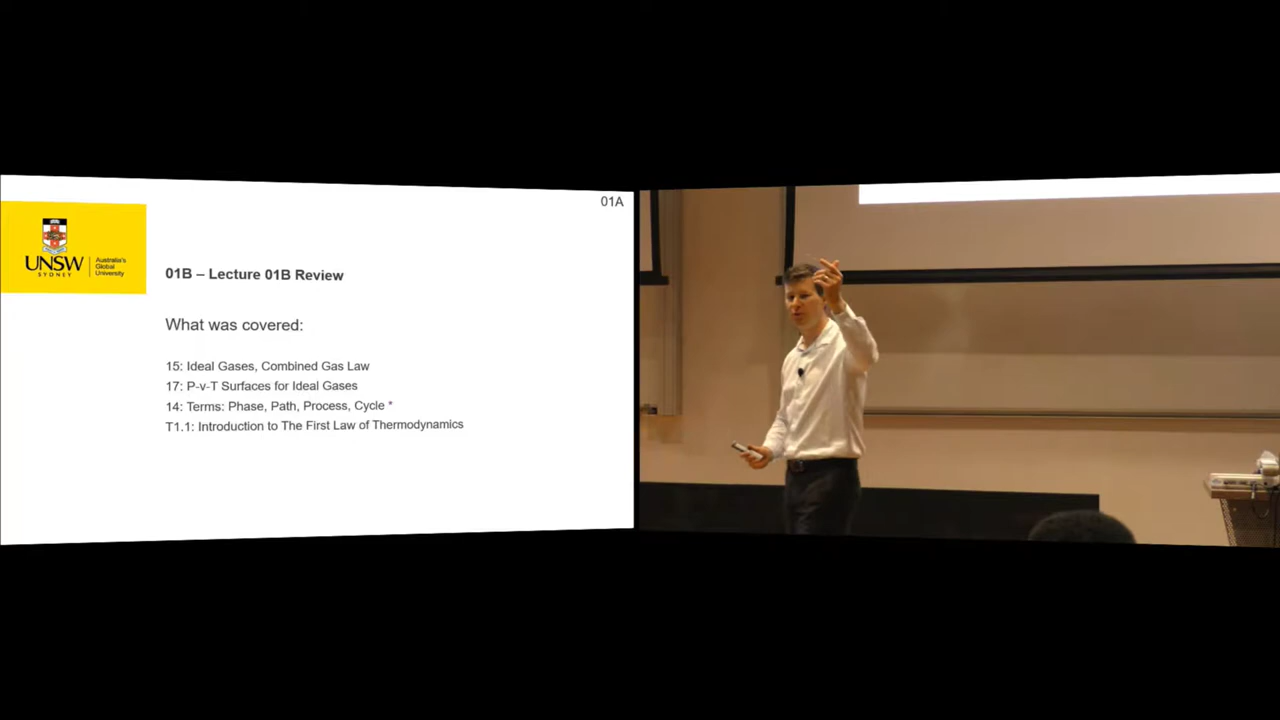 01A
UNSW
SYDNEY
Australia's
Global
University
01B – Lecture 01B Review
What was covered:
15: Ideal Gases, Combined Gas Law
17: P-v-T Surfaces for Ideal Gases
14: Terms: Phase, Path, Process, Cycle *
T1.1: Introduction to The First Law of Thermodynamics